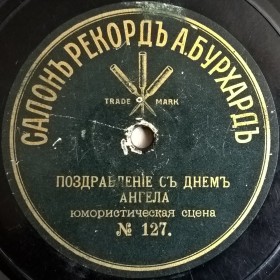 САЛОНЪ РЕКОРДЪ А.БУРХАРДЪ
TRADE MARK
ПОЗДРАВЛЕНІЕ СЪ ДНЕМЪ
АНГЕЛА
юмористическая сцена
№ 127.